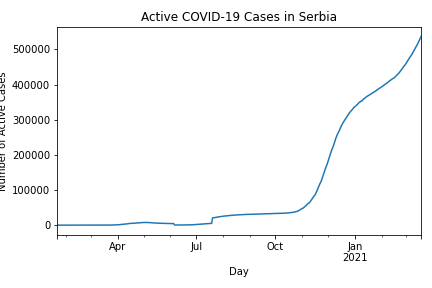 Active COVID-19 Cases in Serbia
Number of Active Cases
500000
400000
300000
200000
100000
0
Apr
Jul
Oct
Jan
2021
Day